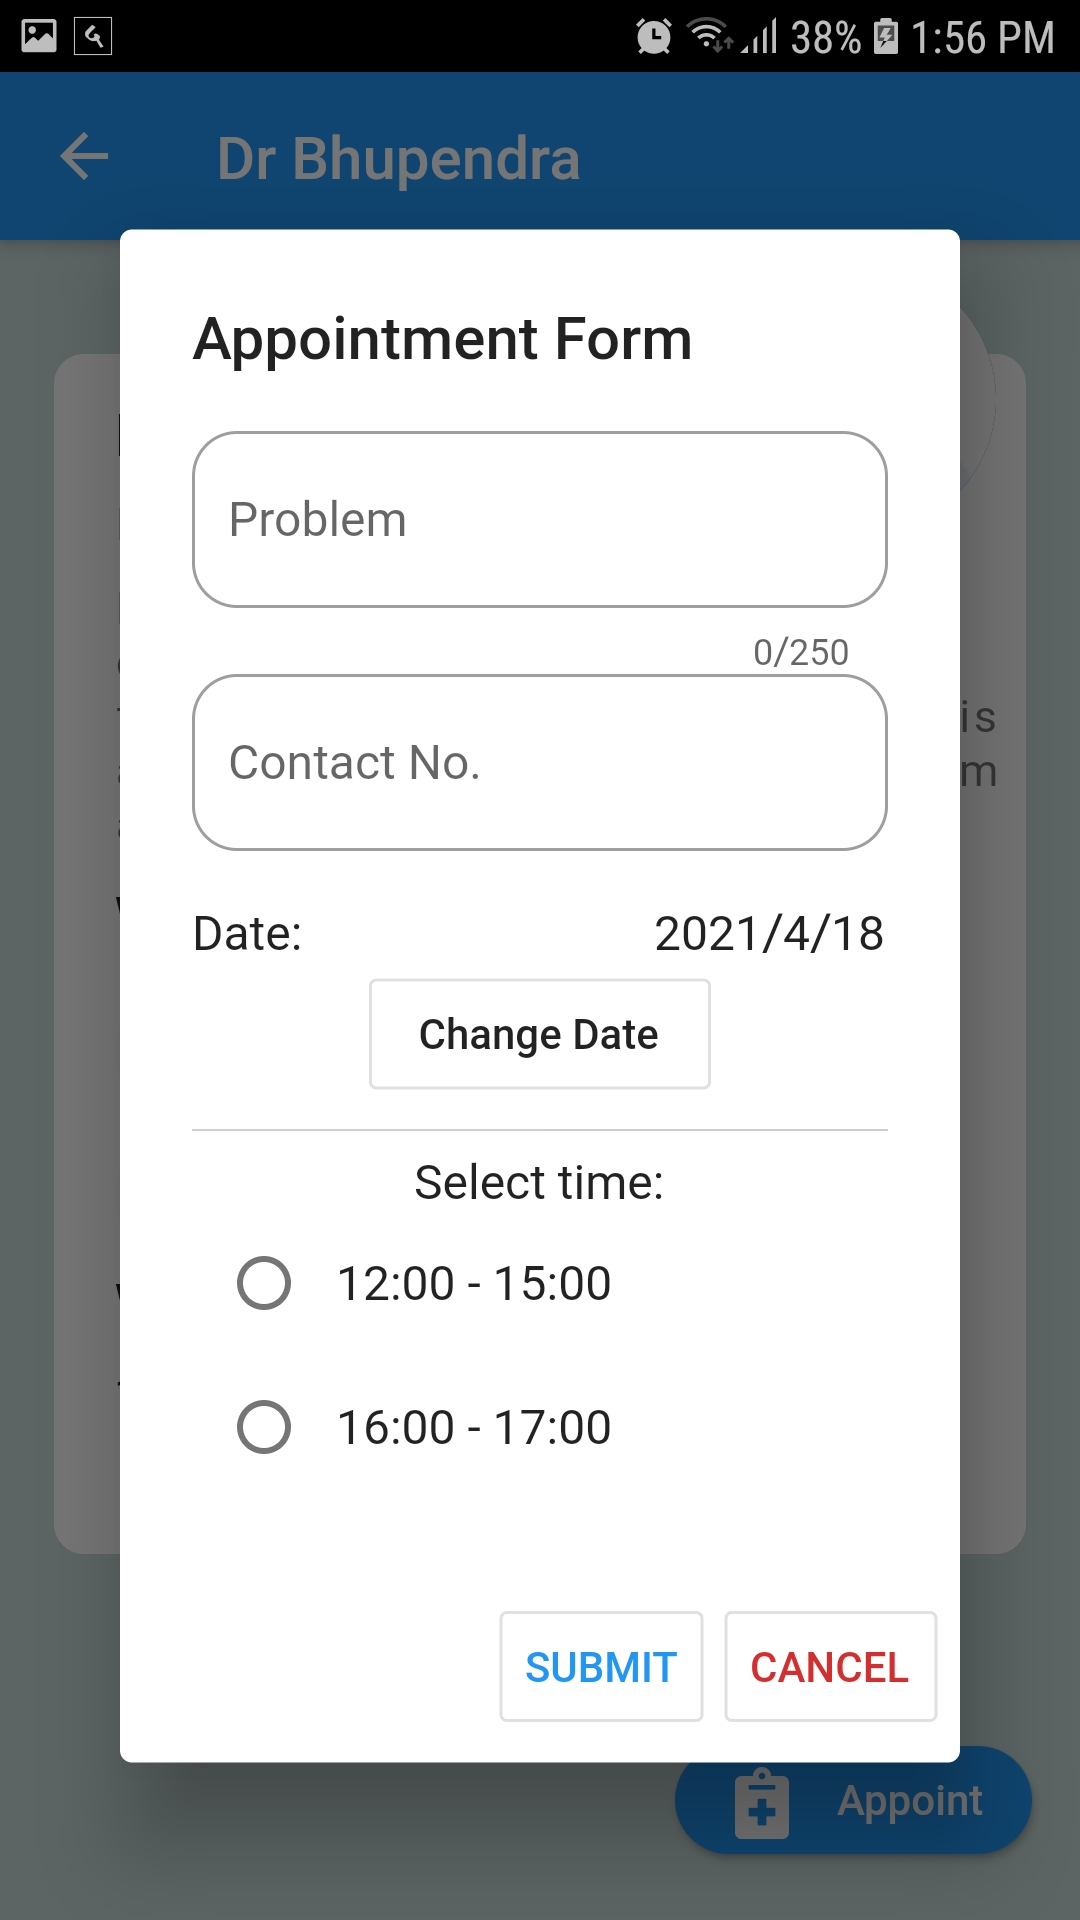 38% 1:56 PM
Dr Bhupendra
Appointment Form
Problem
0/250
Contact No.
is
m
Date: 2021/4/18
Change Date
Select time:
12:00 - 15:00
16:00 - 17:00
SUBMIT CANCEL
Appoint